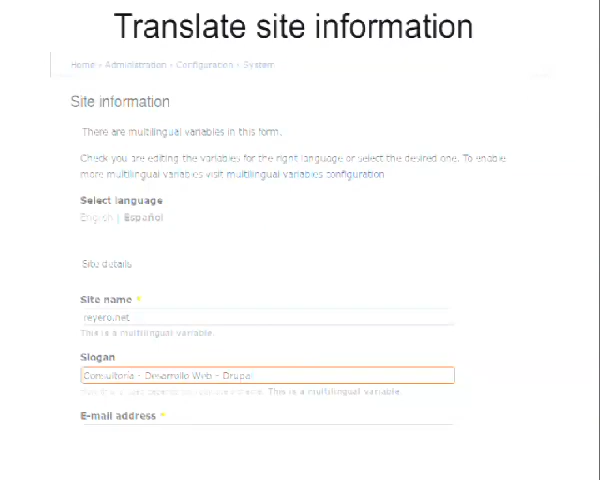 Translate site information
Home » Administration » Configuration » System
Site information
There are multilingual variables in this form.
Check you are editing the variables for the right language or select the desired one. To enable
more multilingual variables visit multilingual variables configuration
Select language
English | Español
Site details
Site name *
reyero.net
This is a multilingual variable.
Slogan
Consultoria - Desarrollo Web - Drupal
This is a multilingual variable.
E-mail address *